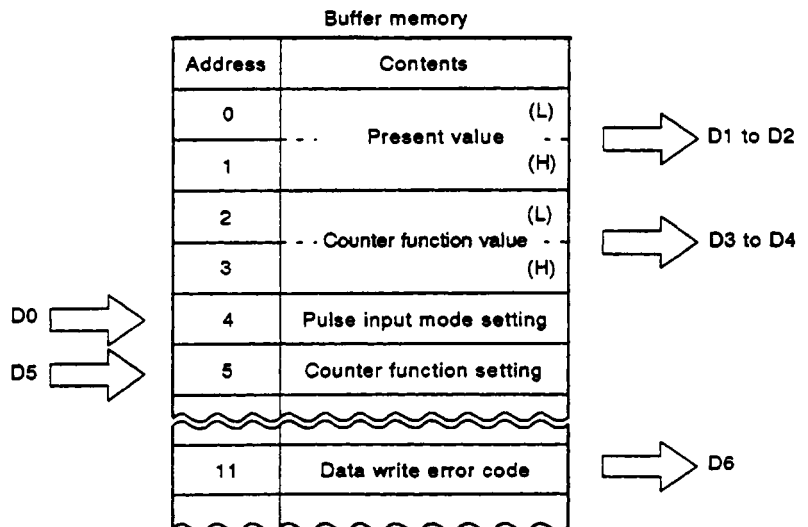 Buffer memory
Address Contents
0 (L)
Present value
1 (H)
D1 to D2
2 (L)
Counter function value
3 (H)
D3 to D4
D0 4 Pulse input mode setting
D5 5 Counter function setting
11 Data write error code D6